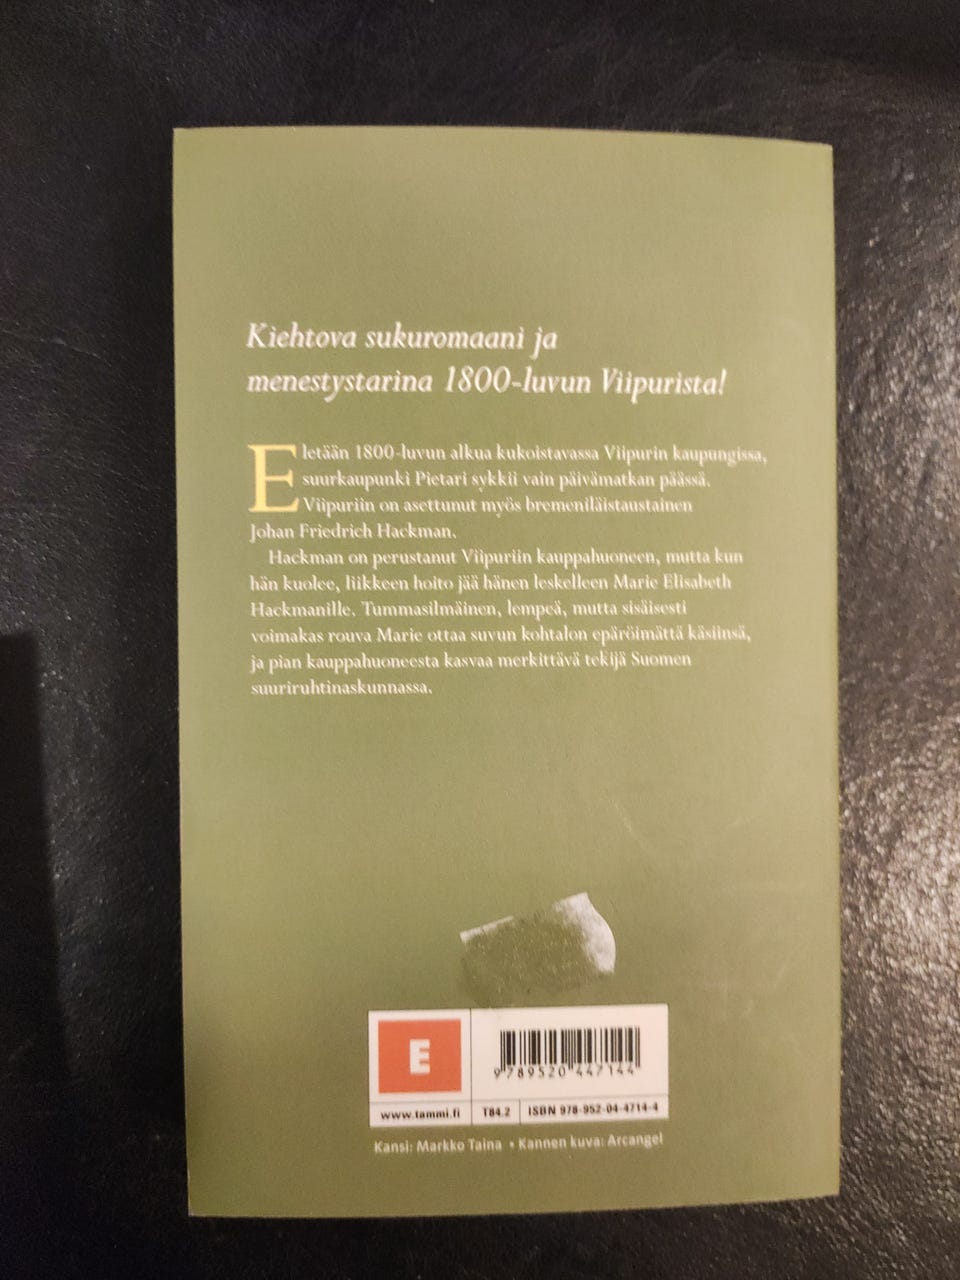 Kiehtova sukuromaani ja
menestystarina 1800-luvun Viipurista!
Eletään 1800-luvun alkua kukoistavassa Viipurin kaupungissa,
suurkaupunki Pietari sykkii vain päivämatkan päässä.
Viipuriin on asettunut myös bremeniläistaustainen
Johan Friedrich Hackman.
Hackman on perustanut Viipuriin kauppahuoneen, mutta kun
hän kuolee, liikkeen hoito jää hänen leskelleen Marie Elisabeth
Hackmanille. Tummasilmäinen, lempeä, mutta sisäisesti
voimakas rouva Marie ottaa suvun kohtalon epäröimättä käsiinsä,
ja pian kauppahuoneesta kasvaa merkittävä tekijä Suomen
suuriruhtinaskunnassa.
E
9 789520 447144
www.tammi.fi T84.2 ISBN 978-952-04-4714-4
Kansi: Markko Taina • Kannen kuva: Arcangel